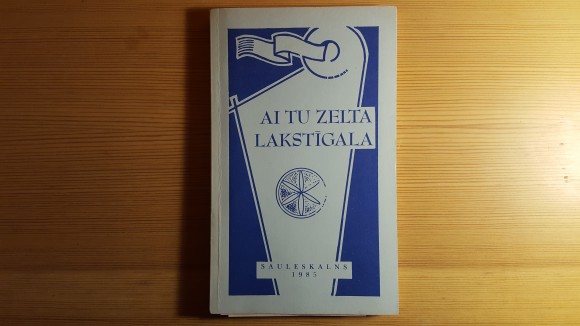 AI TU ZELTA
LAKSTĪGALA
SAULESKALNS
1985